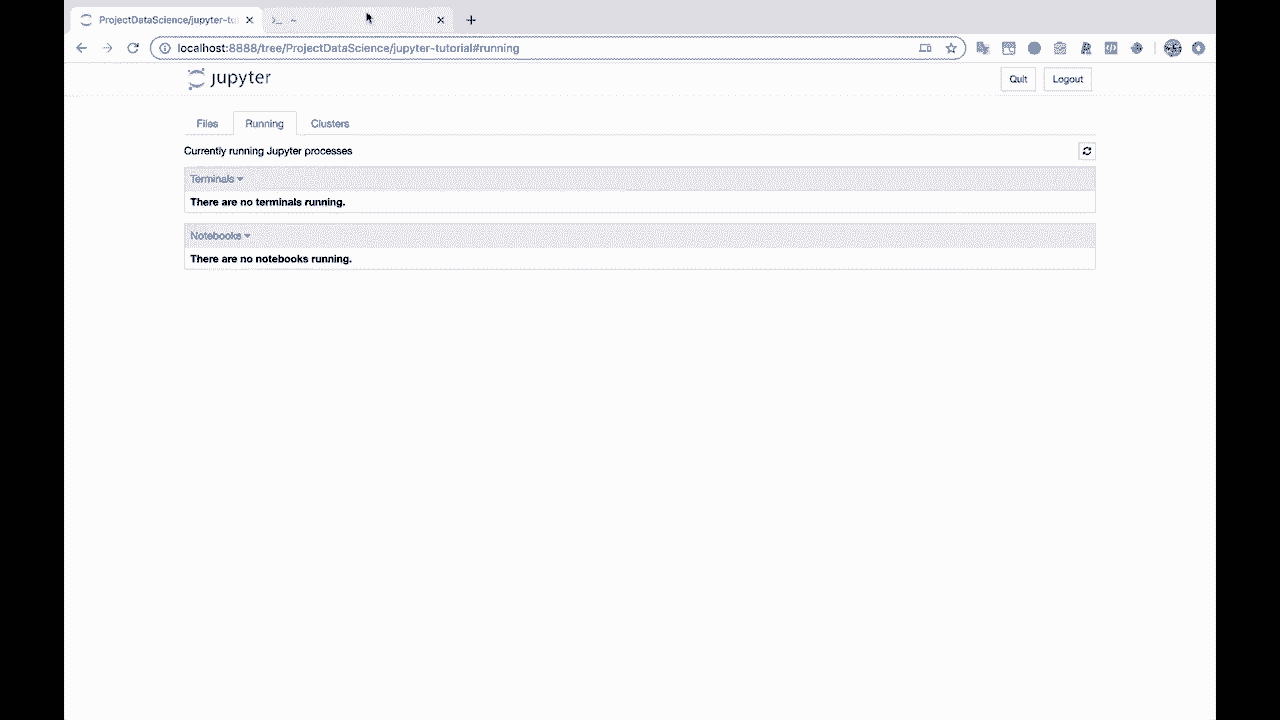 ProjectDataScience/jupyter-tu
>_ ~
localhost:8888/tree/ProjectDataScience/jupyter-tutorial#running
jupyter
Quit
Logout
Files
Running
Clusters
Currently running Jupyter processes
Terminals
There are no terminals running.
Notebooks
There are no notebooks running.